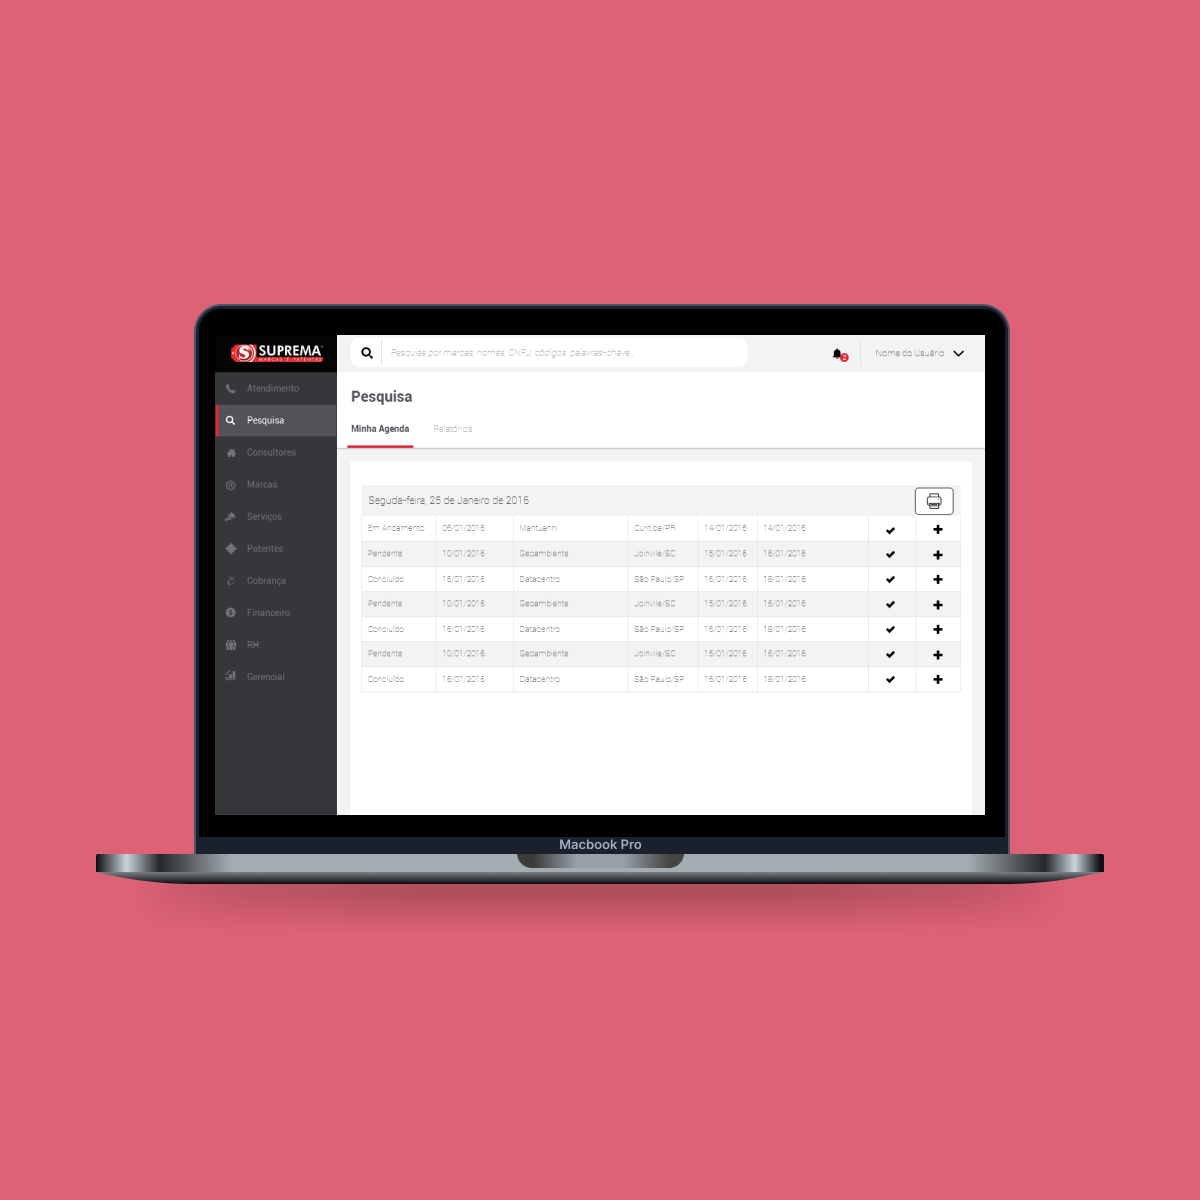 SUPREMA
MARCAS E PATENTES
Pesquise por marcas, nomes, CNPJ, códigos, palavras-chave...
2
Nome do Usuário
Atendimento
Pesquisa
Consultores
Marcas
Serviços
Patentes
Cobrança
Financeiro
RH
Gerencial
Pesquisa
Minha Agenda Relatórios
Seguda-feira, 25 de Janeiro de 2016
Em Andamento 06/01/2016 Mantuanni Curitiba/PR 14/01/2016 14/01/2016
Pendente 10/01/2016 Geoambiente Joinvile/SC 15/01/2016 16/01/2016
Concluído 16/01/2016 Datacentro São Paulo/SP 16/01/2016 18/01/2016
Pendente 10/01/2016 Geoambiente Joinvile/SC 15/01/2016 16/01/2016
Concluído 16/01/2016 Datacentro São Paulo/SP 16/01/2016 18/01/2016
Pendente 10/01/2016 Geoambiente Joinvile/SC 15/01/2016 16/01/2016
Concluído 16/01/2016 Datacentro São Paulo/SP 16/01/2016 18/01/2016
Macbook Pro